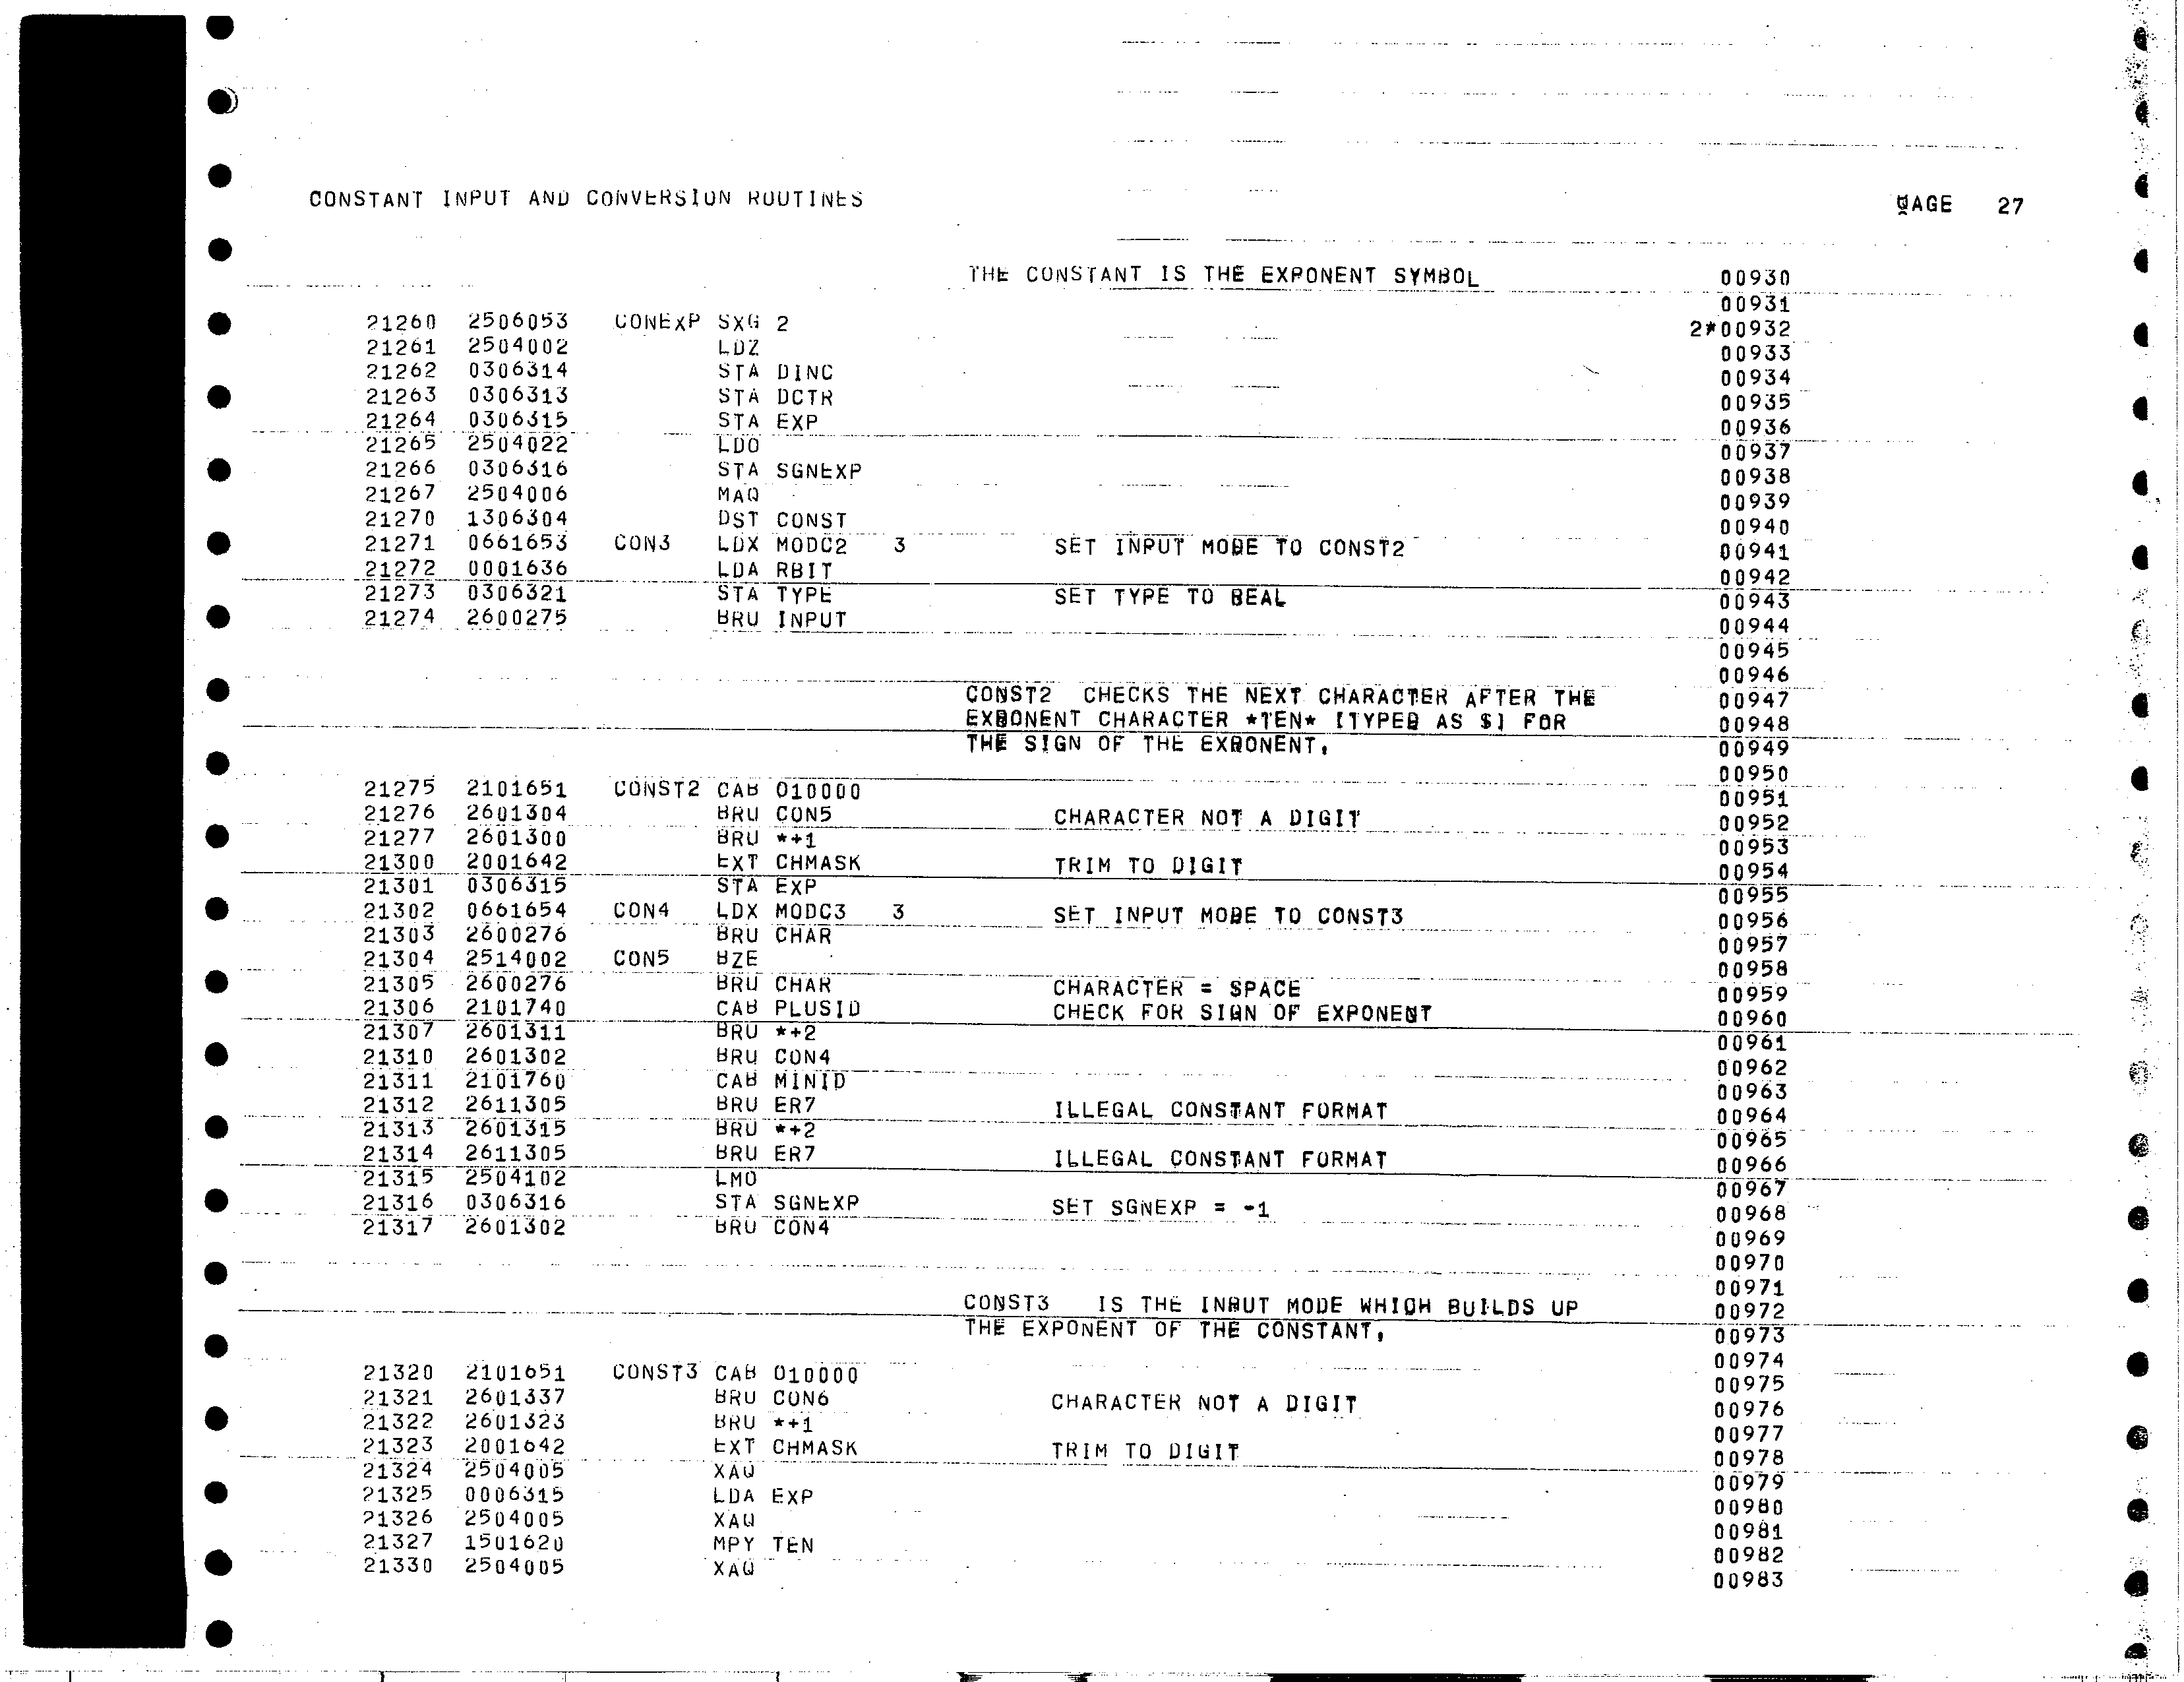 CONSTANT INPUT AND CONVERSION ROUTINES PAGE 27
THE CONSTANT IS THE EXPONENT SYMBOL 00930
00931
21260 2506053 CONEXP SXG 2 2*00932
21261 2504002 LDZ 00933
21262 0306314 STA DINC 00934
21263 0306313 STA DCTR 00935
21264 0306315 STA EXP 00936
21265 2504022 LDO 00937
21266 0306316 STA SGNEXP 00938
21267 2504006 MAQ 00939
21270 1306304 DST CONST 00940
21271 0661653 CON3 LDX MODC2 3 SET INPUT MODE TO CONST2 00941
21272 0001636 LDA RBIT 00942
21273 0306321 STA TYPE SET TYPE TO REAL 00943
21274 2600275 BRU INPUT 00944
00945
00946
CONST2 CHECKS THE NEXT CHARACTER AFTER THE 00947
EXPONENT CHARACTER *TEN* [TYPED AS $] FOR 00948
THE SIGN OF THE EXPONENT. 00949
00950
21275 2101651 CONST2 CAB O10000 00951
21276 2601304 BRU CON5 CHARACTER NOT A DIGIT 00952
21277 2601300 BRU *+1 00953
21300 2001642 EXT CHMASK TRIM TO DIGIT 00954
21301 0306315 STA EXP 00955
21302 0661654 CON4 LDX MODC3 3 SET INPUT MODE TO CONST3 00956
21303 2600276 BRU CHAR 00957
21304 2514002 CON5 BZE 00958
21305 2600276 BRU CHAR CHARACTER = SPACE 00959
21306 2101740 CAB PLUSID CHECK FOR SIGN OF EXPONENT 00960
21307 2601311 BRU *+2 00961
21310 2601302 BRU CON4 00962
21311 2101760 CAB MINID 00963
21312 2611305 BRU ER7 ILLEGAL CONSTANT FORMAT 00964
21313 2601315 BRU *+2 00965
21314 2611305 BRU ER7 ILLEGAL CONSTANT FORMAT 00966
21315 2504102 LMO 00967
21316 0306316 STA SGNEXP SET SGNEXP = -1 00968
21317 2601302 BRU CON4 00969
00970
00971
CONST3 IS THE INPUT MODE WHICH BUILDS UP 00972
THE EXPONENT OF THE CONSTANT. 00973
00974
21320 2101651 CONST3 CAB O10000 00975
21321 2601337 BRU CON6 CHARACTER NOT A DIGIT 00976
21322 2601323 BRU *+1 00977
21323 2001642 EXT CHMASK TRIM TO DIGIT 00978
21324 2504005 XAQ 00979
21325 0006315 LDA EXP 00980
21326 2504005 XAQ 00981
21327 1501620 MPY TEN 00982
21330 2504005 XAQ 00983